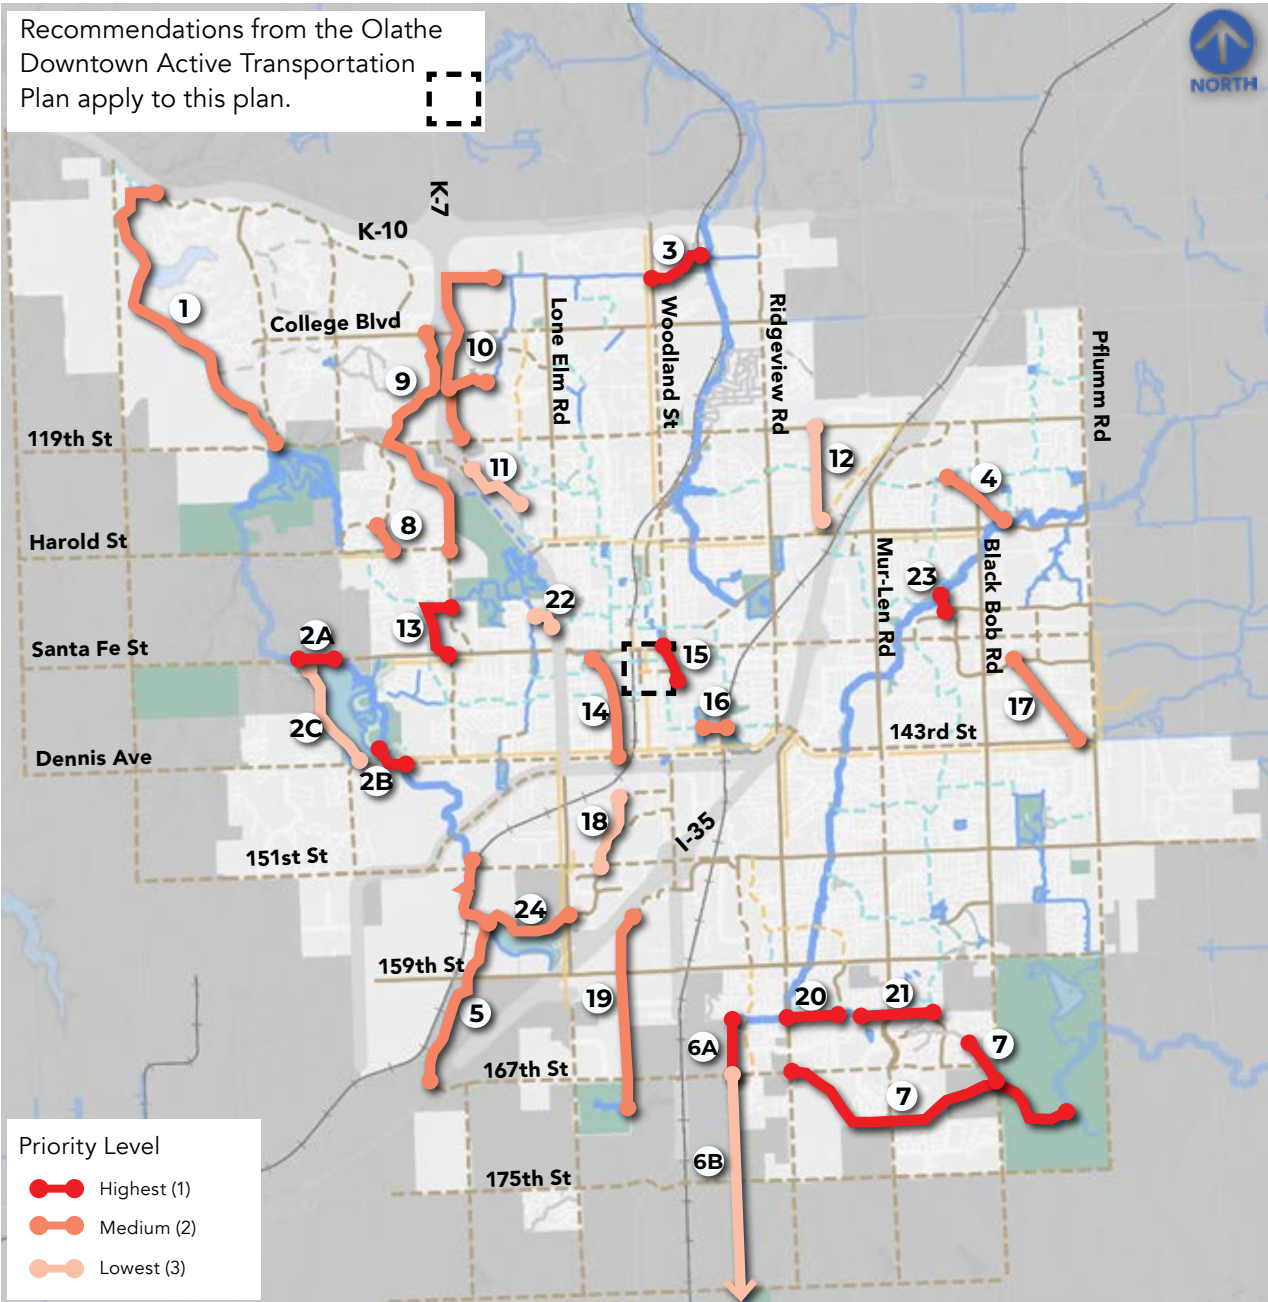 Recommendations from the Olathe
Downtown Active Transportation
Plan apply to this plan.
NORTH
K-7
K-10
3
1
College Blvd
Lone Elm Rd
Woodland St
Ridgeview Rd
Pflumm Rd
10
9
119th St
11
12
4
8
Harold St
Mur-Len Rd
Black Bob Rd
23
22
13
2A
Santa Fe St
15
14
16
17
2C
143rd St
Dennis Ave
2B
18
I-35
151st St
24
159th St
19
20
21
5
6A
7
167th St
7
6B
175th St
Priority Level
Highest (1)
Medium (2)
Lowest (3)